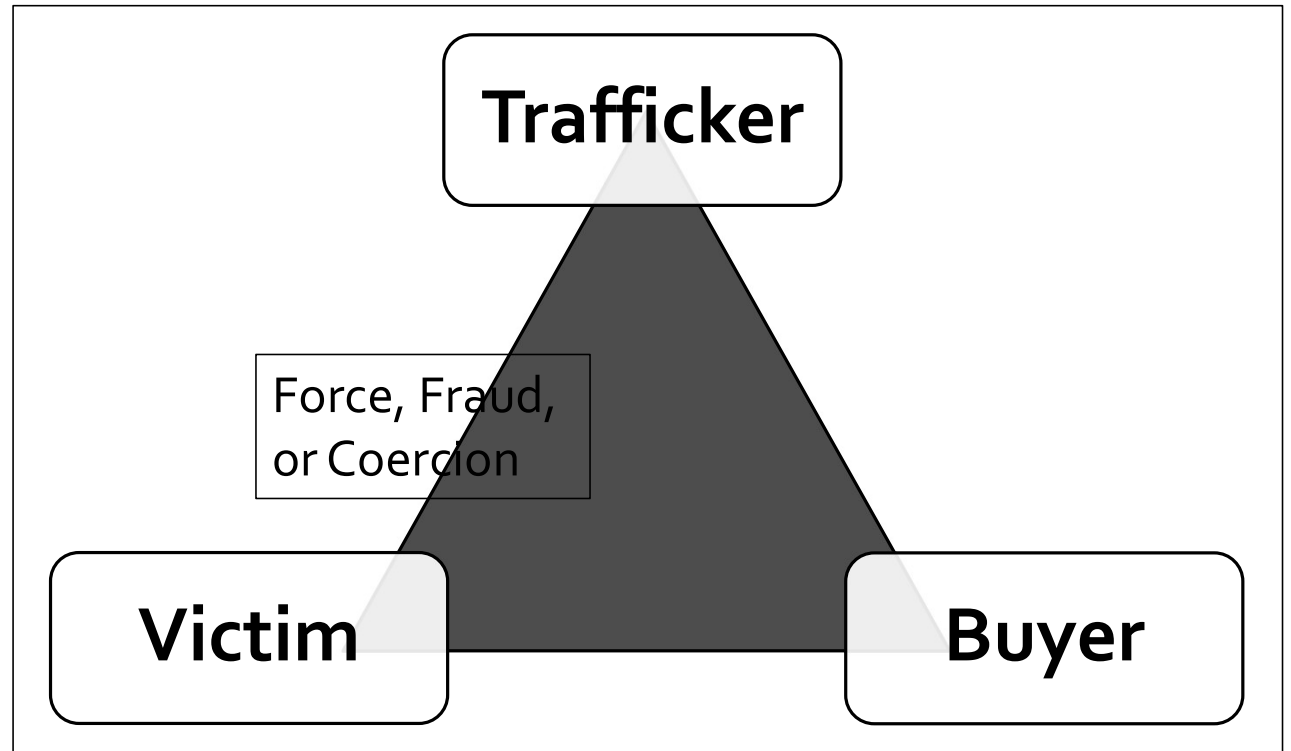 Trafficker
Force, Fraud,
or Coercion
Victim
Buyer